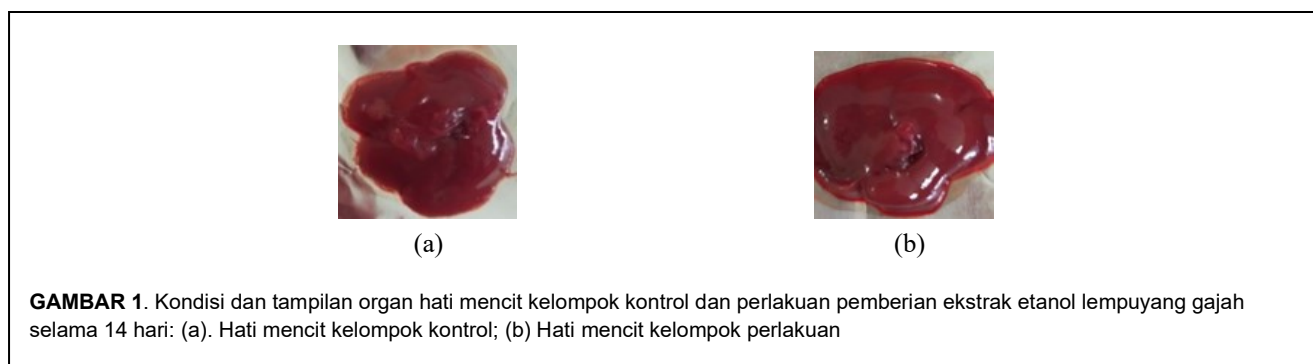 (a)
(b)
GAMBAR 1. Kondisi dan tampilan organ hati mencit kelompok kontrol dan perlakuan pemberian ekstrak etanol lempuyang gajah
selama 14 hari: (a). Hati mencit kelompok kontrol; (b) Hati mencit kelompok perlakuan